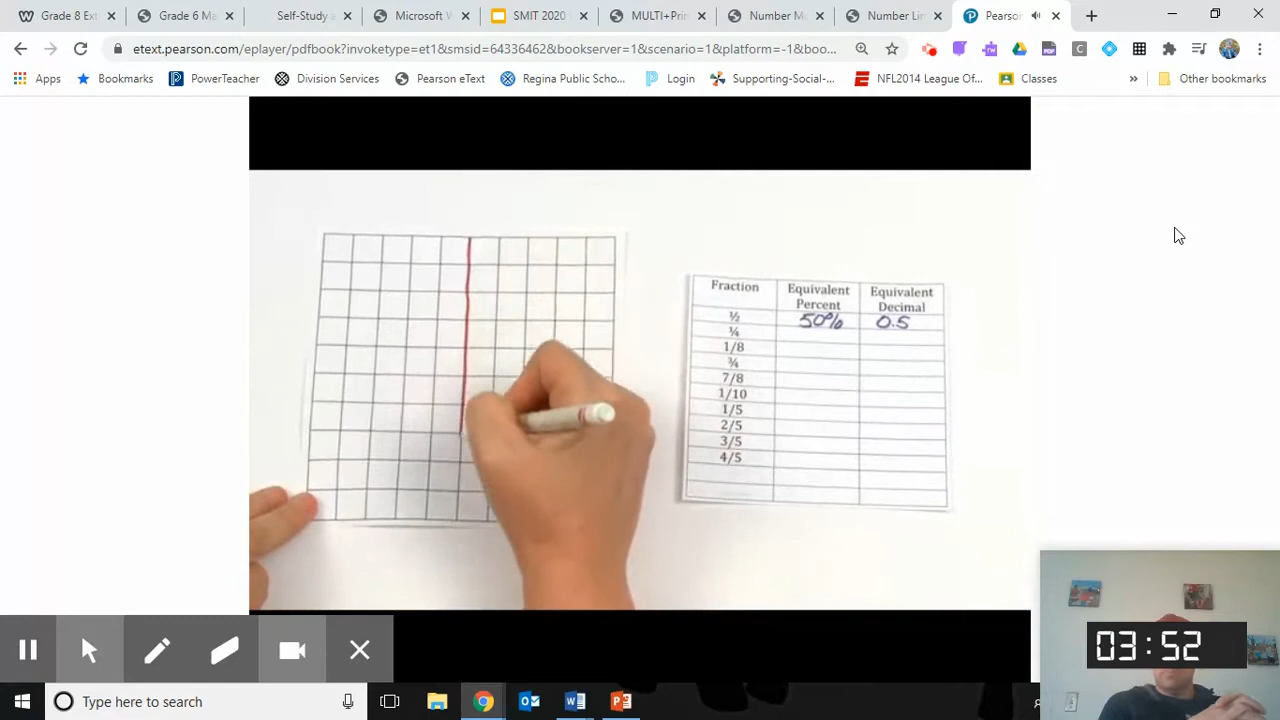 Grade 8 Ext
Grade 6 Ma
Self-Study a
Microsoft W
SMIT 2020
MULTI+Prin
Number Mo
Number Lin
Pearson
etext.pearson.com/eplayer/pdfbook?invoketype=et1&smsid=64336462&bookserver=1&scenario=1&platform=-1&boo...
Apps
Bookmarks
PowerTeacher
Division Services
Pearson eText
Regina Public Scho...
Login
Supporting-Social-...
NFL2014 League Of...
Classes
»
Other bookmarks
Fraction Equivalent Percent Equivalent Decimal
½ 50% 0.5
¼
1/8
¾
7/8
1/10
1/5
2/5
3/5
4/5
03:52
Type here to search